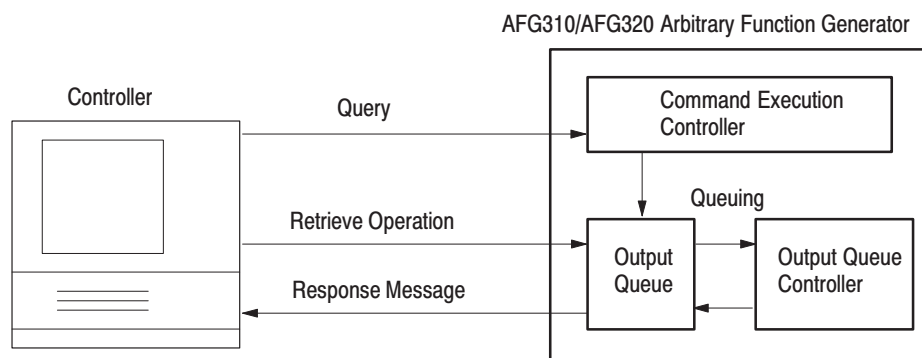 AFG310/AFG320 Arbitrary Function Generator
Controller
Query
Command Execution
Controller
Queuing
Retrieve Operation
Output
Queue
Output Queue
Controller
Response Message